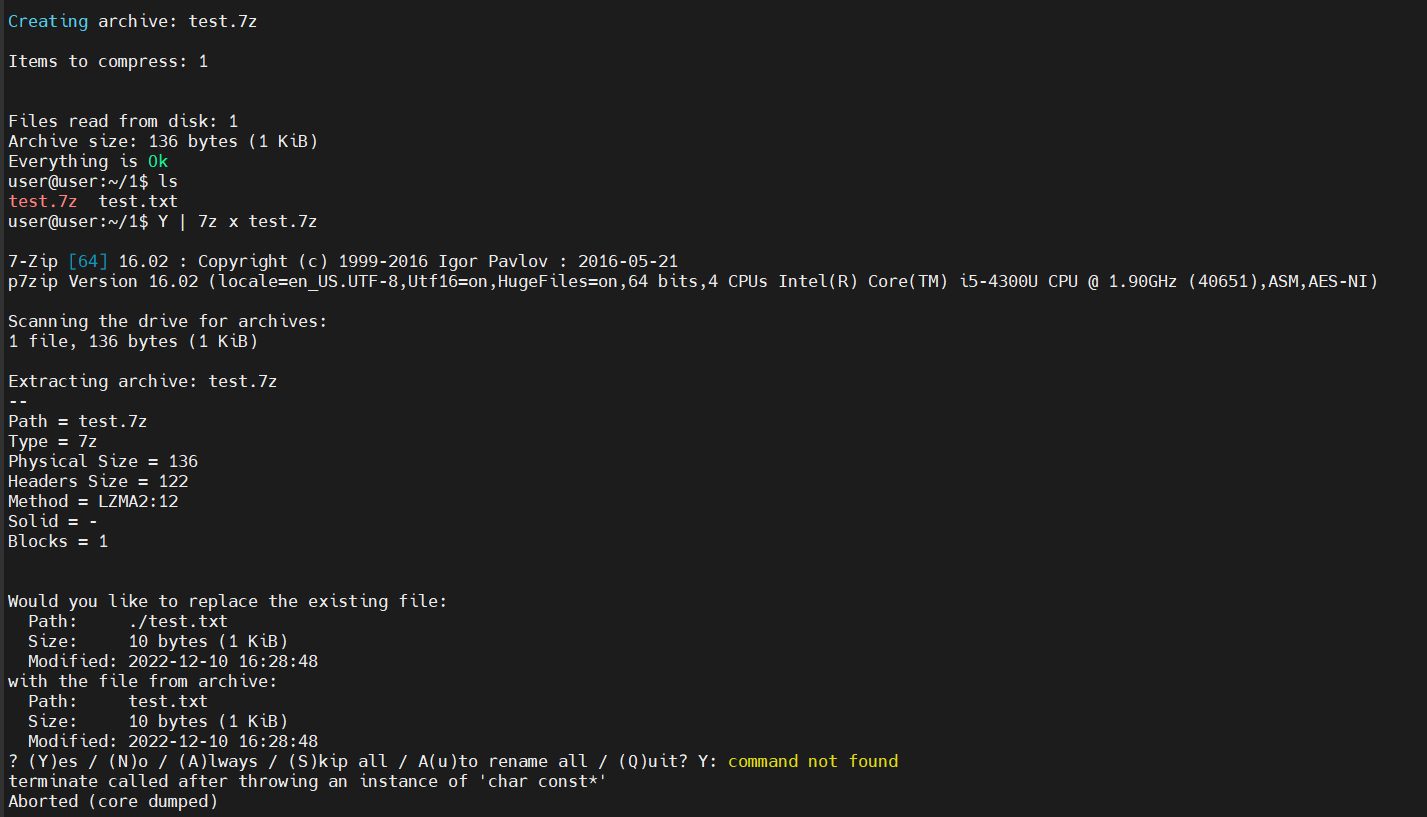 Creating archive: test.7z
Items to compress: 1
Files read from disk: 1
Archive size: 136 bytes (1 KiB)
Everything is Ok
user@user:~/1$ ls
test.7z  test.txt
user@user:~/1$ Y | 7z x test.7z
7-Zip [64] 16.02 : Copyright (c) 1999-2016 Igor Pavlov : 2016-05-21
p7zip Version 16.02 (locale=en_US.UTF-8,Utf16=on,HugeFiles=on,64 bits,4 CPUs Intel(R) Core(TM) i5-4300U CPU @ 1.90GHz (40651),ASM,AES-NI)
Scanning the drive for archives:
1 file, 136 bytes (1 KiB)
Extracting archive: test.7z
--
Path = test.7z
Type = 7z
Physical Size = 136
Headers Size = 122
Method = LZMA2:12
Solid = -
Blocks = 1
Would you like to replace the existing file:
  Path:     ./test.txt
  Size:     10 bytes (1 KiB)
  Modified: 2022-12-10 16:28:48
with the file from archive:
  Path:     test.txt
  Size:     10 bytes (1 KiB)
  Modified: 2022-12-10 16:28:48
? (Y)es / (N)o / (A)lways / (S)kip all / A(u)to rename all / (Q)uit? Y: command not found
terminate called after throwing an instance of 'char const*'
Aborted (core dumped)